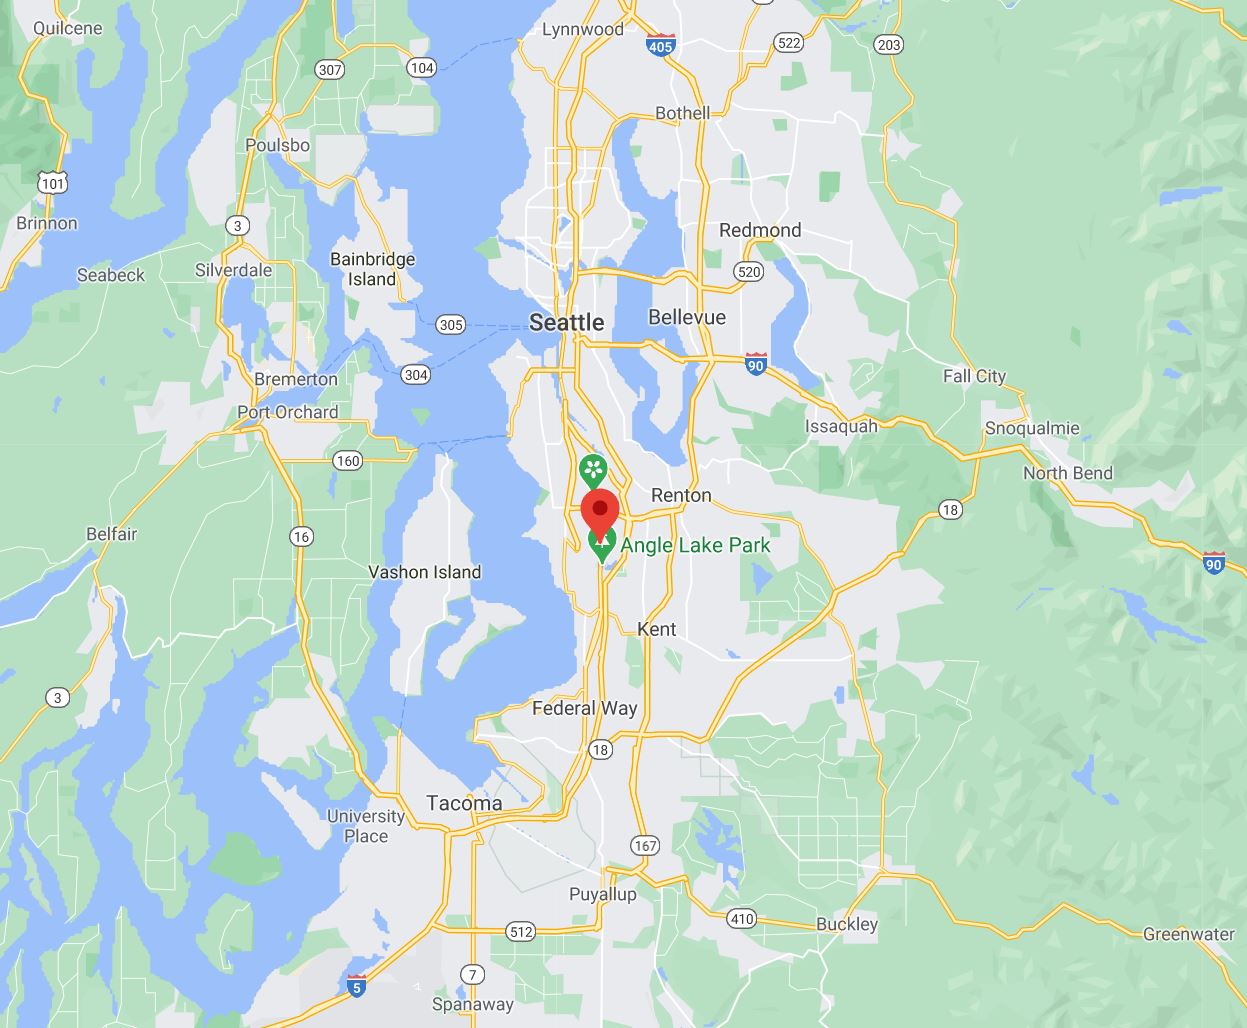 Quilcene
Lynnwood
405
522
203
307
104
Bothell
Poulsbo
101
Brinnon
3
Redmond
Bainbridge
Island
Silverdale
Seabeck
520
305
Seattle
Bellevue
90
304
Bremerton
Fall City
Port Orchard
Issaquah
Snoqualmie
160
North Bend
Renton
18
Belfair
16
Angle Lake Park
90
Vashon Island
Kent
3
Federal Way
18
Tacoma
University
Place
167
Puyallup
410
Buckley
512
Greenwater
7
5
Spanaway